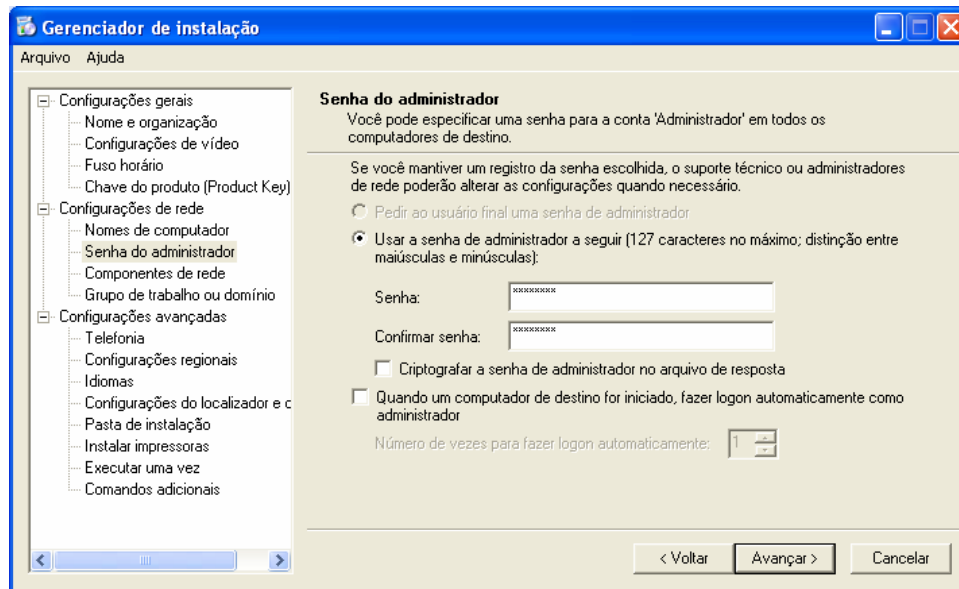 Gerenciador de instalação
Arquivo Ajuda
Configurações gerais
Nome e organização
Configurações de vídeo
Fuso horário
Chave do produto (Product Key)
Configurações de rede
Nomes de computador
Senha do administrador
Componentes de rede
Grupo de trabalho ou domínio
Configurações avançadas
Telefonia
Configurações regionais
Idiomas
Configurações do localizador e c
Pasta de instalação
Instalar impressoras
Executar uma vez
Comandos adicionais
Senha do administrador
Você pode especificar uma senha para a conta 'Administrador' em todos os
computadores de destino.
Se você mantiver um registro da senha escolhida, o suporte técnico ou administradores
de rede poderão alterar as configurações quando necessário.
Pedir ao usuário final uma senha de administrador
Usar a senha de administrador a seguir (127 caracteres no máximo; distinção entre
maiúsculas e minúsculas):
Senha: ********
Confirmar senha: ********
Criptografar a senha de administrador no arquivo de resposta
Quando um computador de destino for iniciado, fazer logon automaticamente como
administrador
Número de vezes para fazer logon automaticamente: 1
< Voltar Avançar > Cancelar